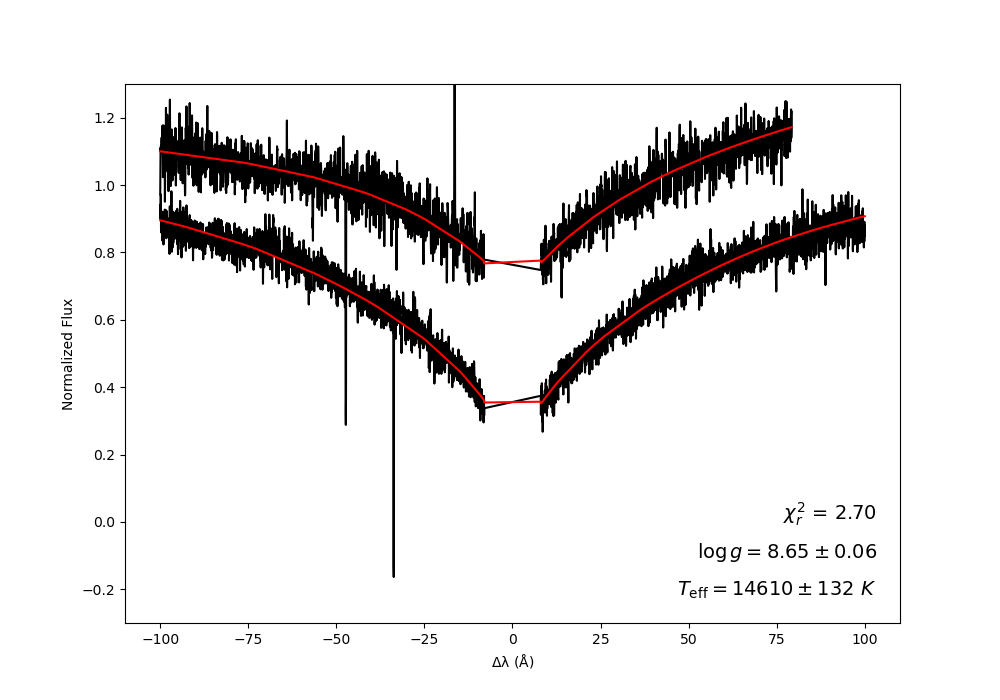 1.2
1.0
0.8
0.6
0.4
0.2
0.0
−0.2
Normalized Flux
χ²ᵣ = 2.70
log g = 8.65 ± 0.06
T_eff = 14610 ± 132 K
−100 −75 −50 −25 0 25 50 75 100
Δλ (Å)